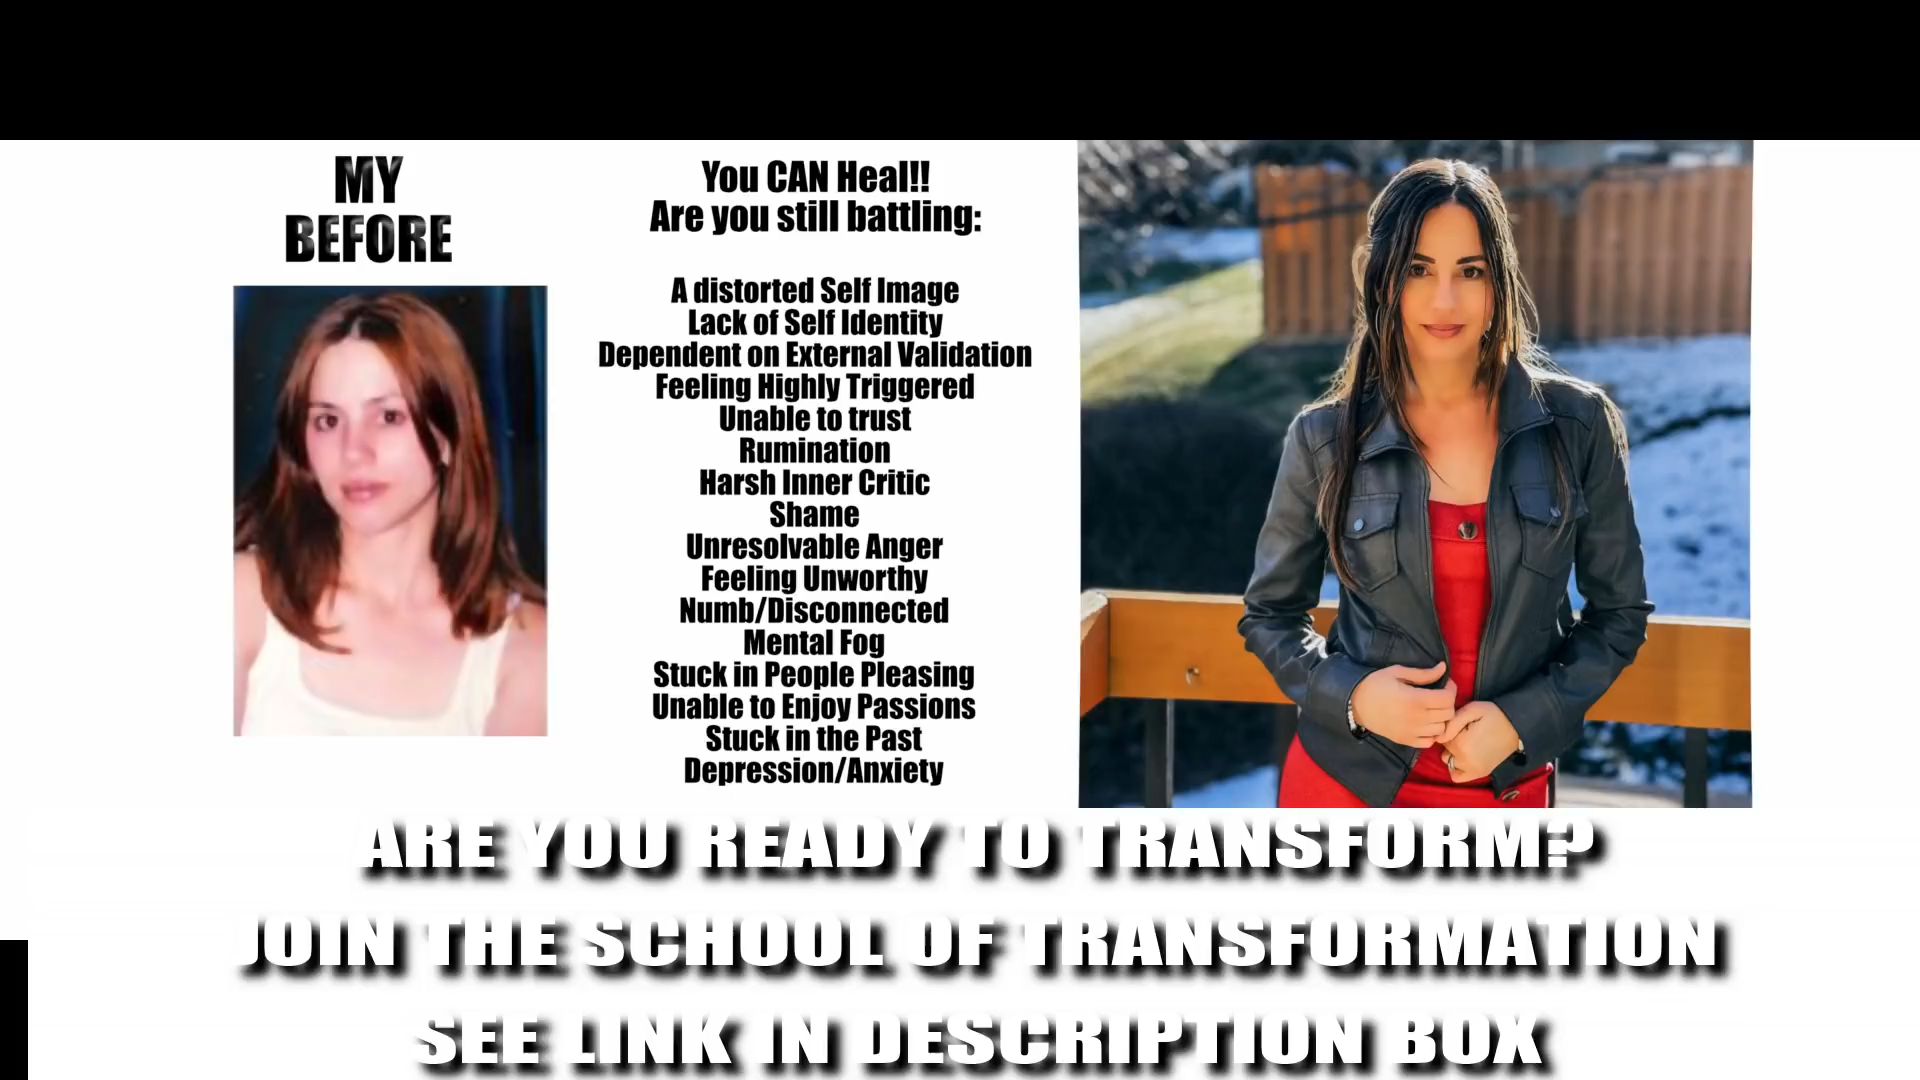 MY
BEFORE
You CAN Heal!!
Are you still battling:
A distorted Self Image
Lack of Self Identity
Dependent on External Validation
Feeling Highly Triggered
Unable to trust
Rumination
Harsh Inner Critic
Shame
Unresolvable Anger
Feeling Unworthy
Numb/Disconnected
Mental Fog
Stuck in People Pleasing
Unable to Enjoy Passions
Stuck in the Past
Depression/Anxiety
ARE YOU READY TO TRANSFORM?
JOIN THE SCHOOL OF TRANSFORMATION
SEE LINK IN DESCRIPTION BOX